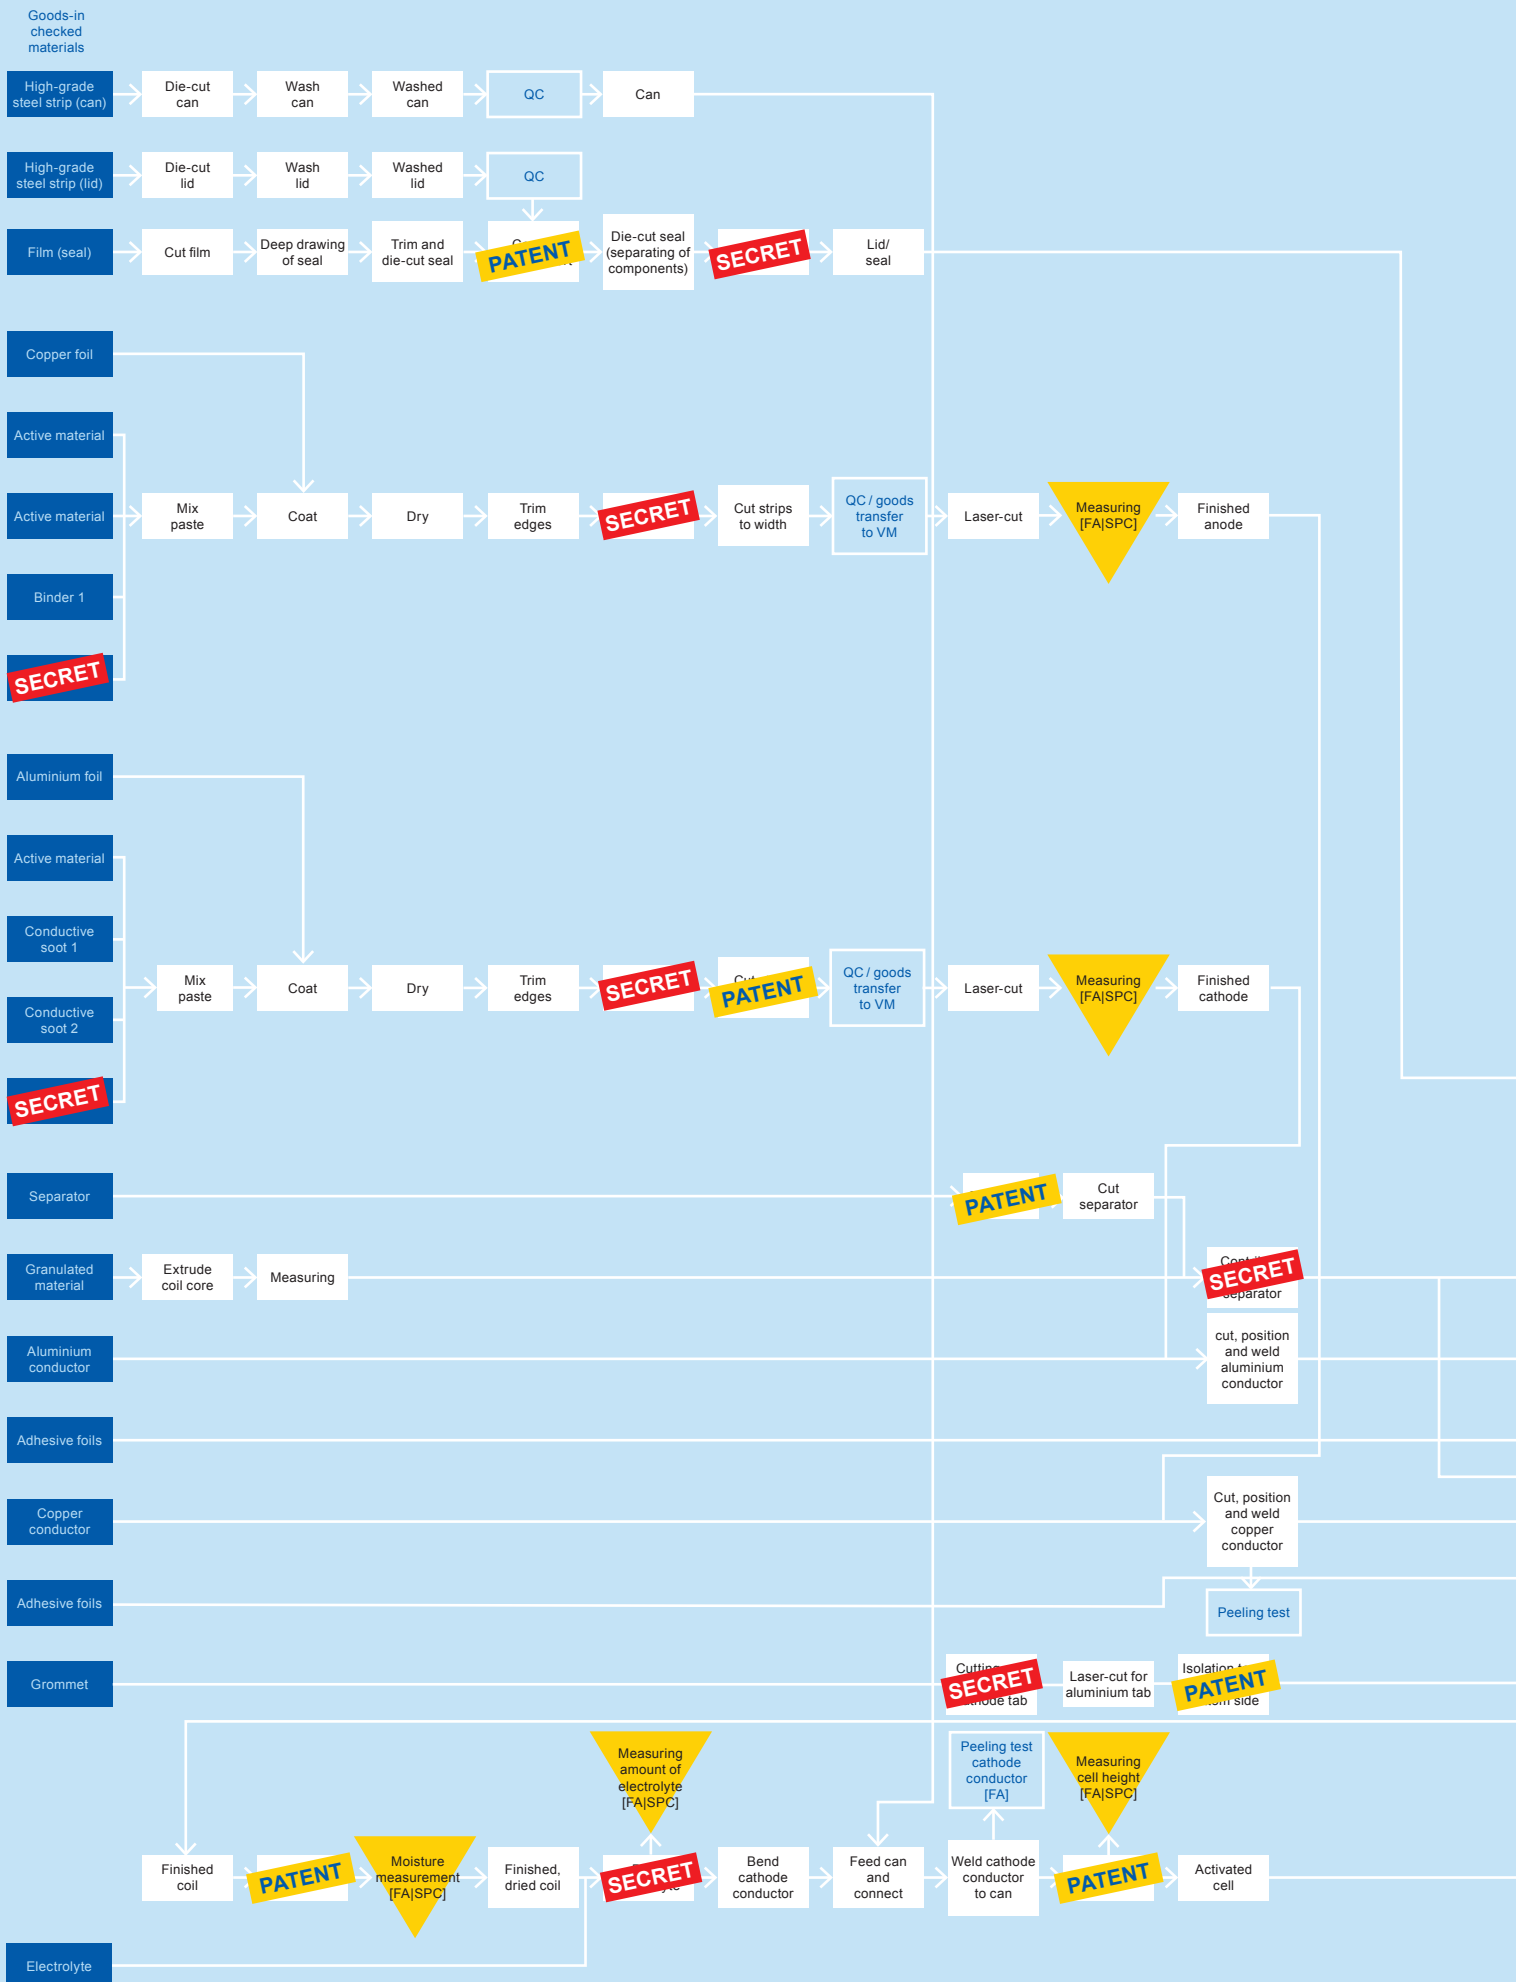 Goods-in
checked
materials
High-grade
steel strip (can)
Die-cut
can
Wash
can
Washed
can
QC
Can
High-grade
steel strip (lid)
Die-cut
lid
Wash
lid
Washed
lid
QC
Film (seal)
Cut film
Deep drawing
of seal
Trim and
die-cut seal
PATENT
Die-cut seal
(separating of
components)
SECRET
Lid/
seal
Copper foil
Active material
Active material
Mix
paste
Coat
Dry
Trim
edges
SECRET
Cut strips
to width
QC / goods
transfer
to VM
Laser-cut
Measuring
[FA|SPC]
Finished
anode
Binder 1
SECRET
Aluminium foil
Active material
Conductive
soot 1
Mix
paste
Coat
Dry
Trim
edges
SECRET
PATENT
QC / goods
transfer
to VM
Laser-cut
Measuring
[FA|SPC]
Finished
cathode
Conductive
soot 2
SECRET
Separator
PATENT
Cut
separator
Granulated
material
Extrude
coil core
Measuring
SECRET
separator
Aluminium
conductor
cut, position
and weld
aluminium
conductor
Adhesive foils
Copper
conductor
Cut, position
and weld
copper
conductor
Adhesive foils
Peeling test
Grommet
SECRET
tab
Laser-cut for
aluminium tab
Isolation
PATENT
side
Measuring
amount of
electrolyte
[FA|SPC]
Peeling test
cathode
conductor
[FA]
Measuring
cell height
[FA|SPC]
Finished
coil
PATENT
Moisture
measurement
[FA|SPC]
Finished,
dried coil
SECRET
Bend
cathode
conductor
Feed can
and
connect
Weld cathode
conductor
to can
PATENT
Activated
cell
Electrolyte